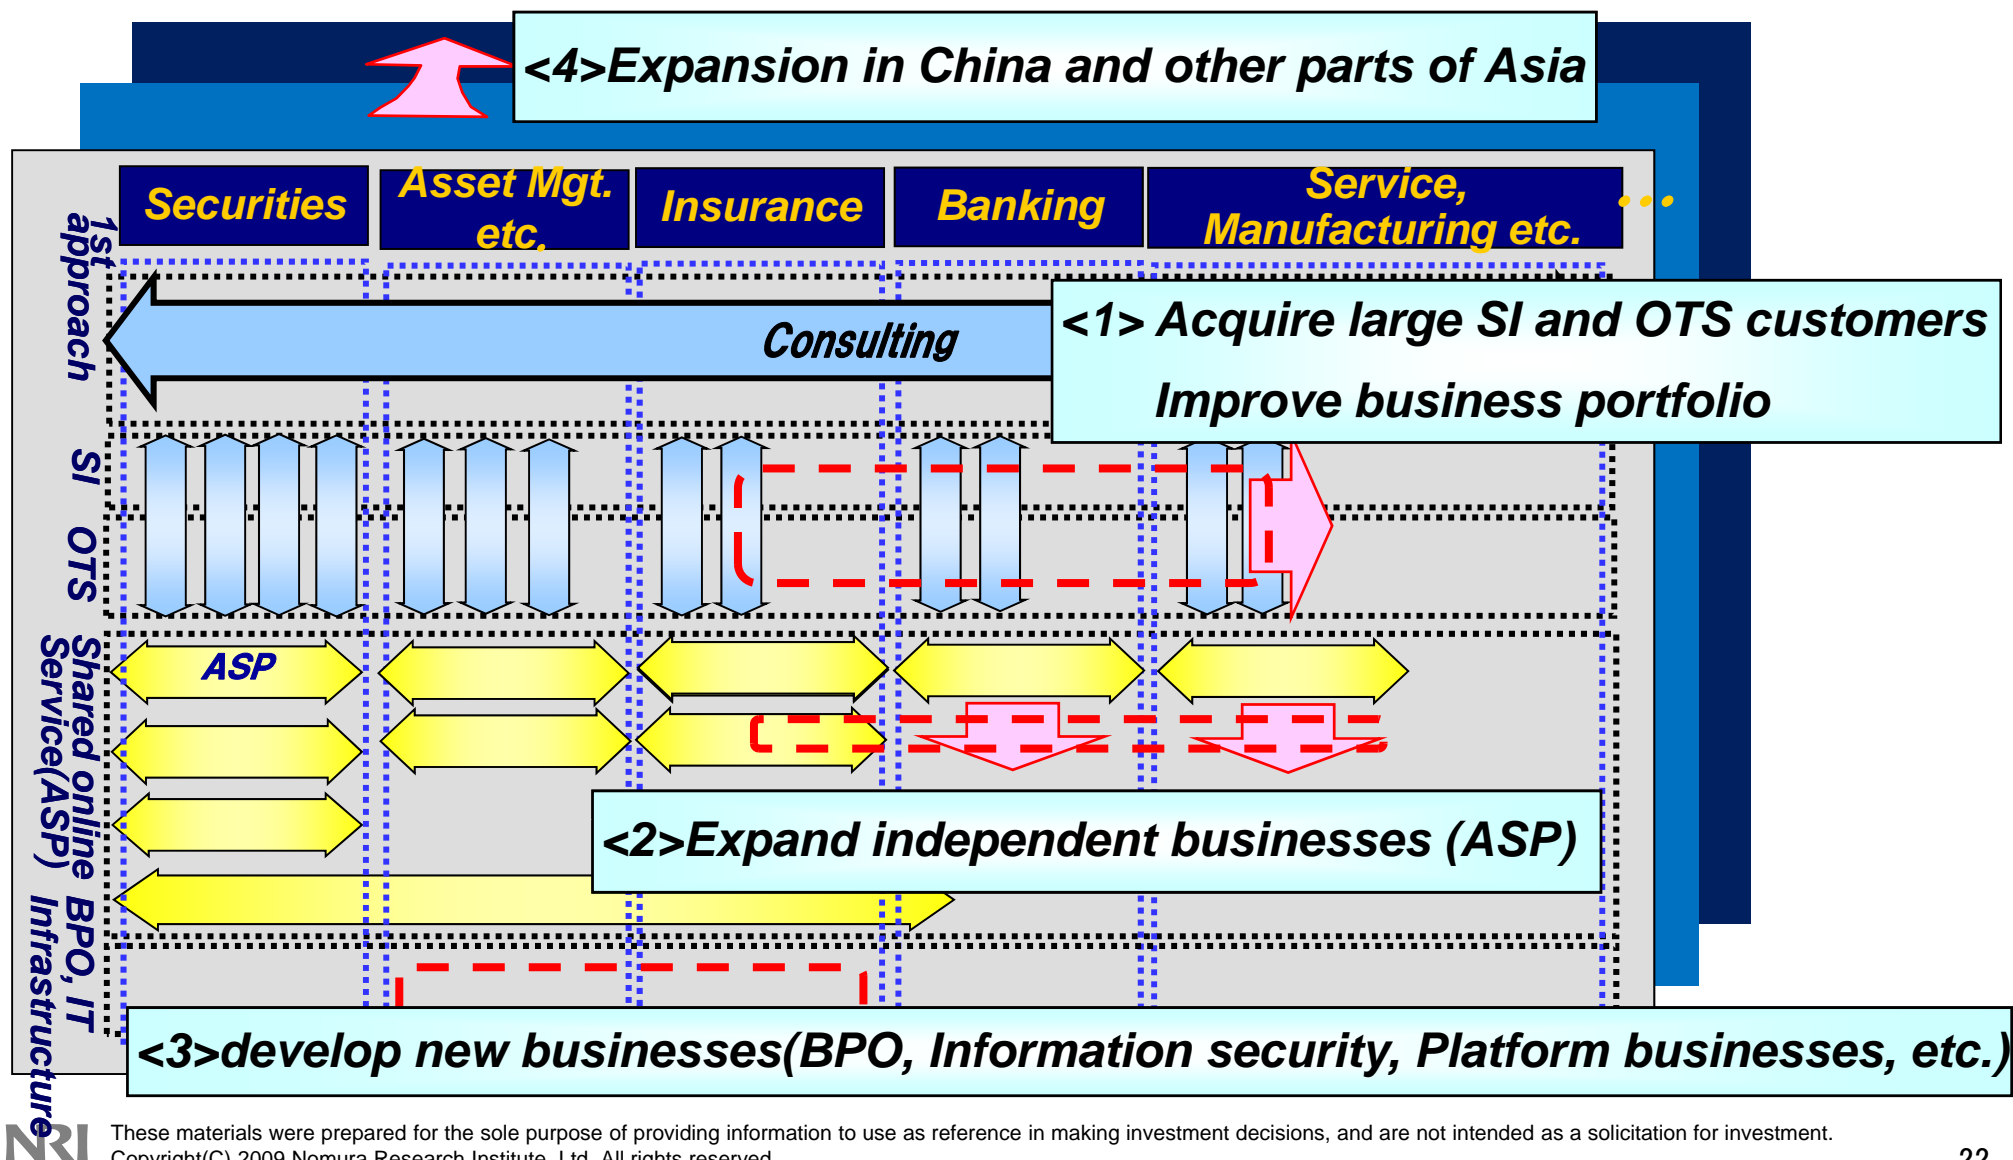 <4>Expansion in China and other parts of Asia
Securities
Asset Mgt.
etc.
Insurance
Banking
Service,
Manufacturing etc.
...
1st
approach
Consulting
<1> Acquire large SI and OTS customers
Improve business portfolio
SI
OTS
Shared online
Service(ASP)
ASP
<2>Expand independent businesses (ASP)
BPO, IT
Infrastructure
<3>develop new businesses(BPO, Information security, Platform businesses, etc.)
NRI
These materials were prepared for the sole purpose of providing information to use as reference in making investment decisions, and are not intended as a solicitation for investment.
Copyright(C) 2009 Nomura Research Institute, Ltd. All rights reserved.
22